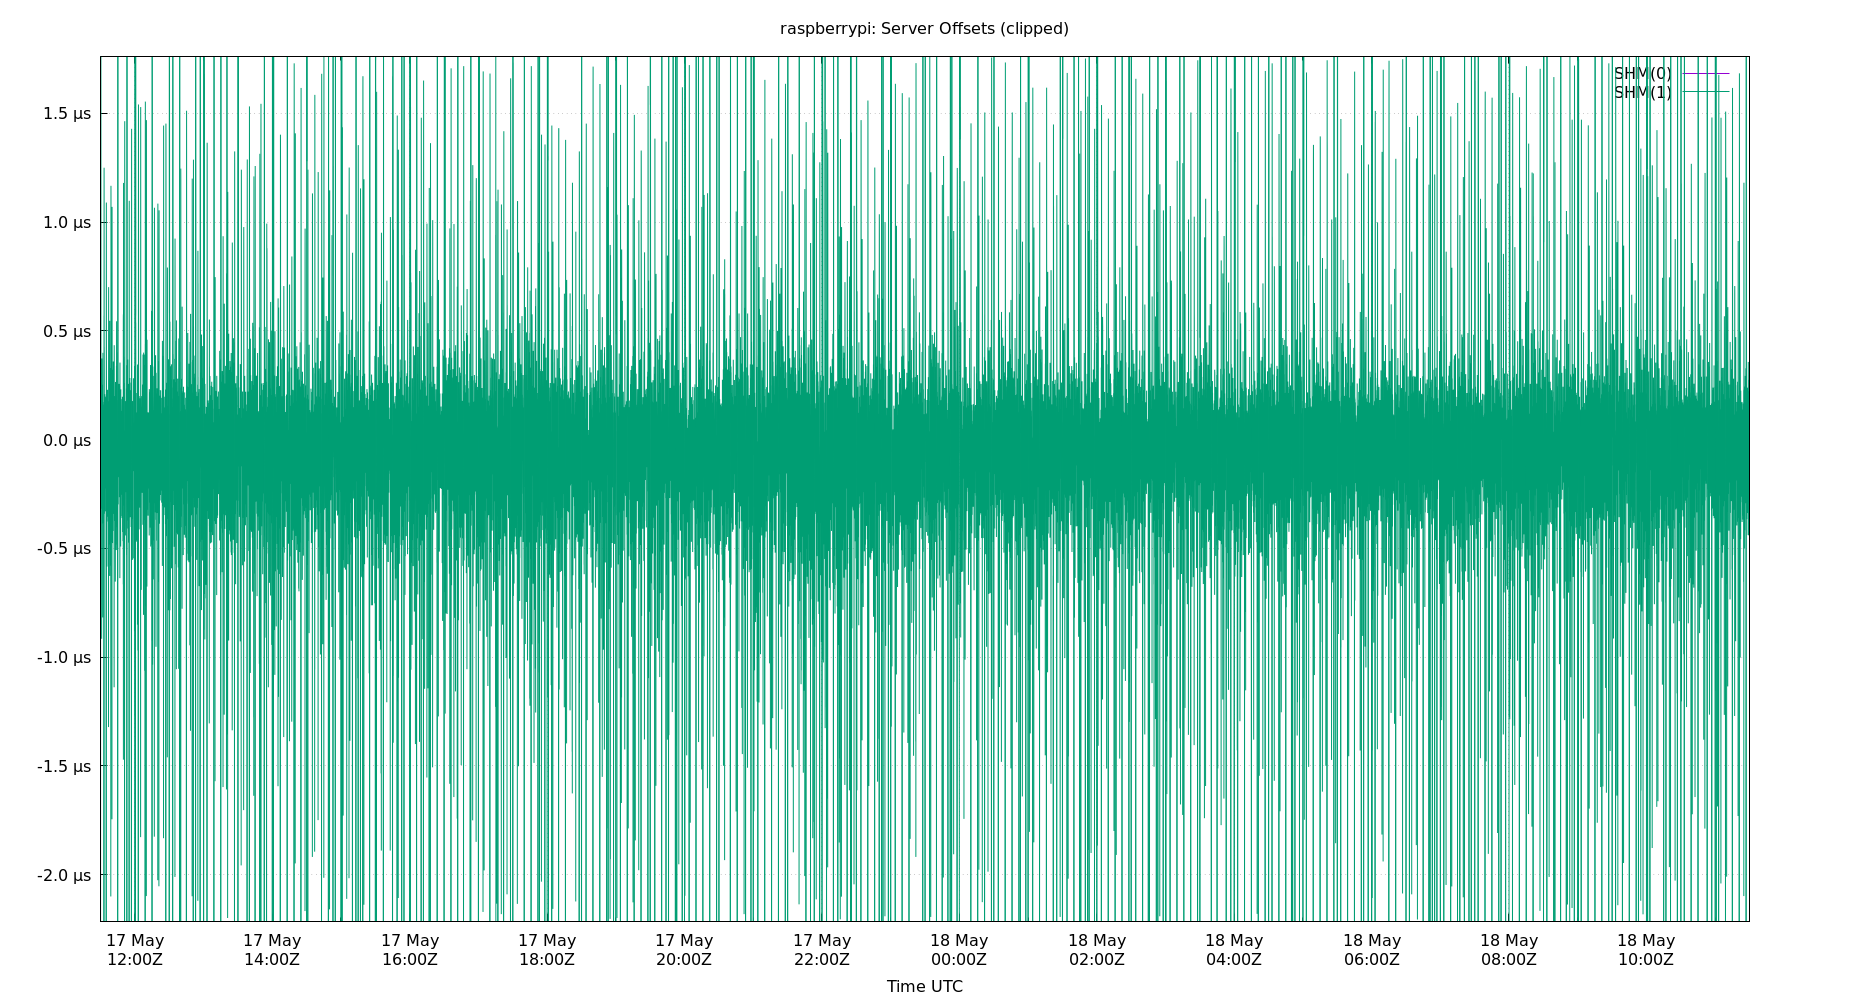 raspberrypi: Server Offsets (clipped)
SHM(0)
SHM(1)
1.5 µs
1.0 µs
0.5 µs
0.0 µs
-0.5 µs
-1.0 µs
-1.5 µs
-2.0 µs
17 May 17 May 17 May 17 May 17 May 17 May 18 May 18 May 18 May 18 May 18 May 18 May
12:00Z 14:00Z 16:00Z 18:00Z 20:00Z 22:00Z 00:00Z 02:00Z 04:00Z 06:00Z 08:00Z 10:00Z
Time UTC